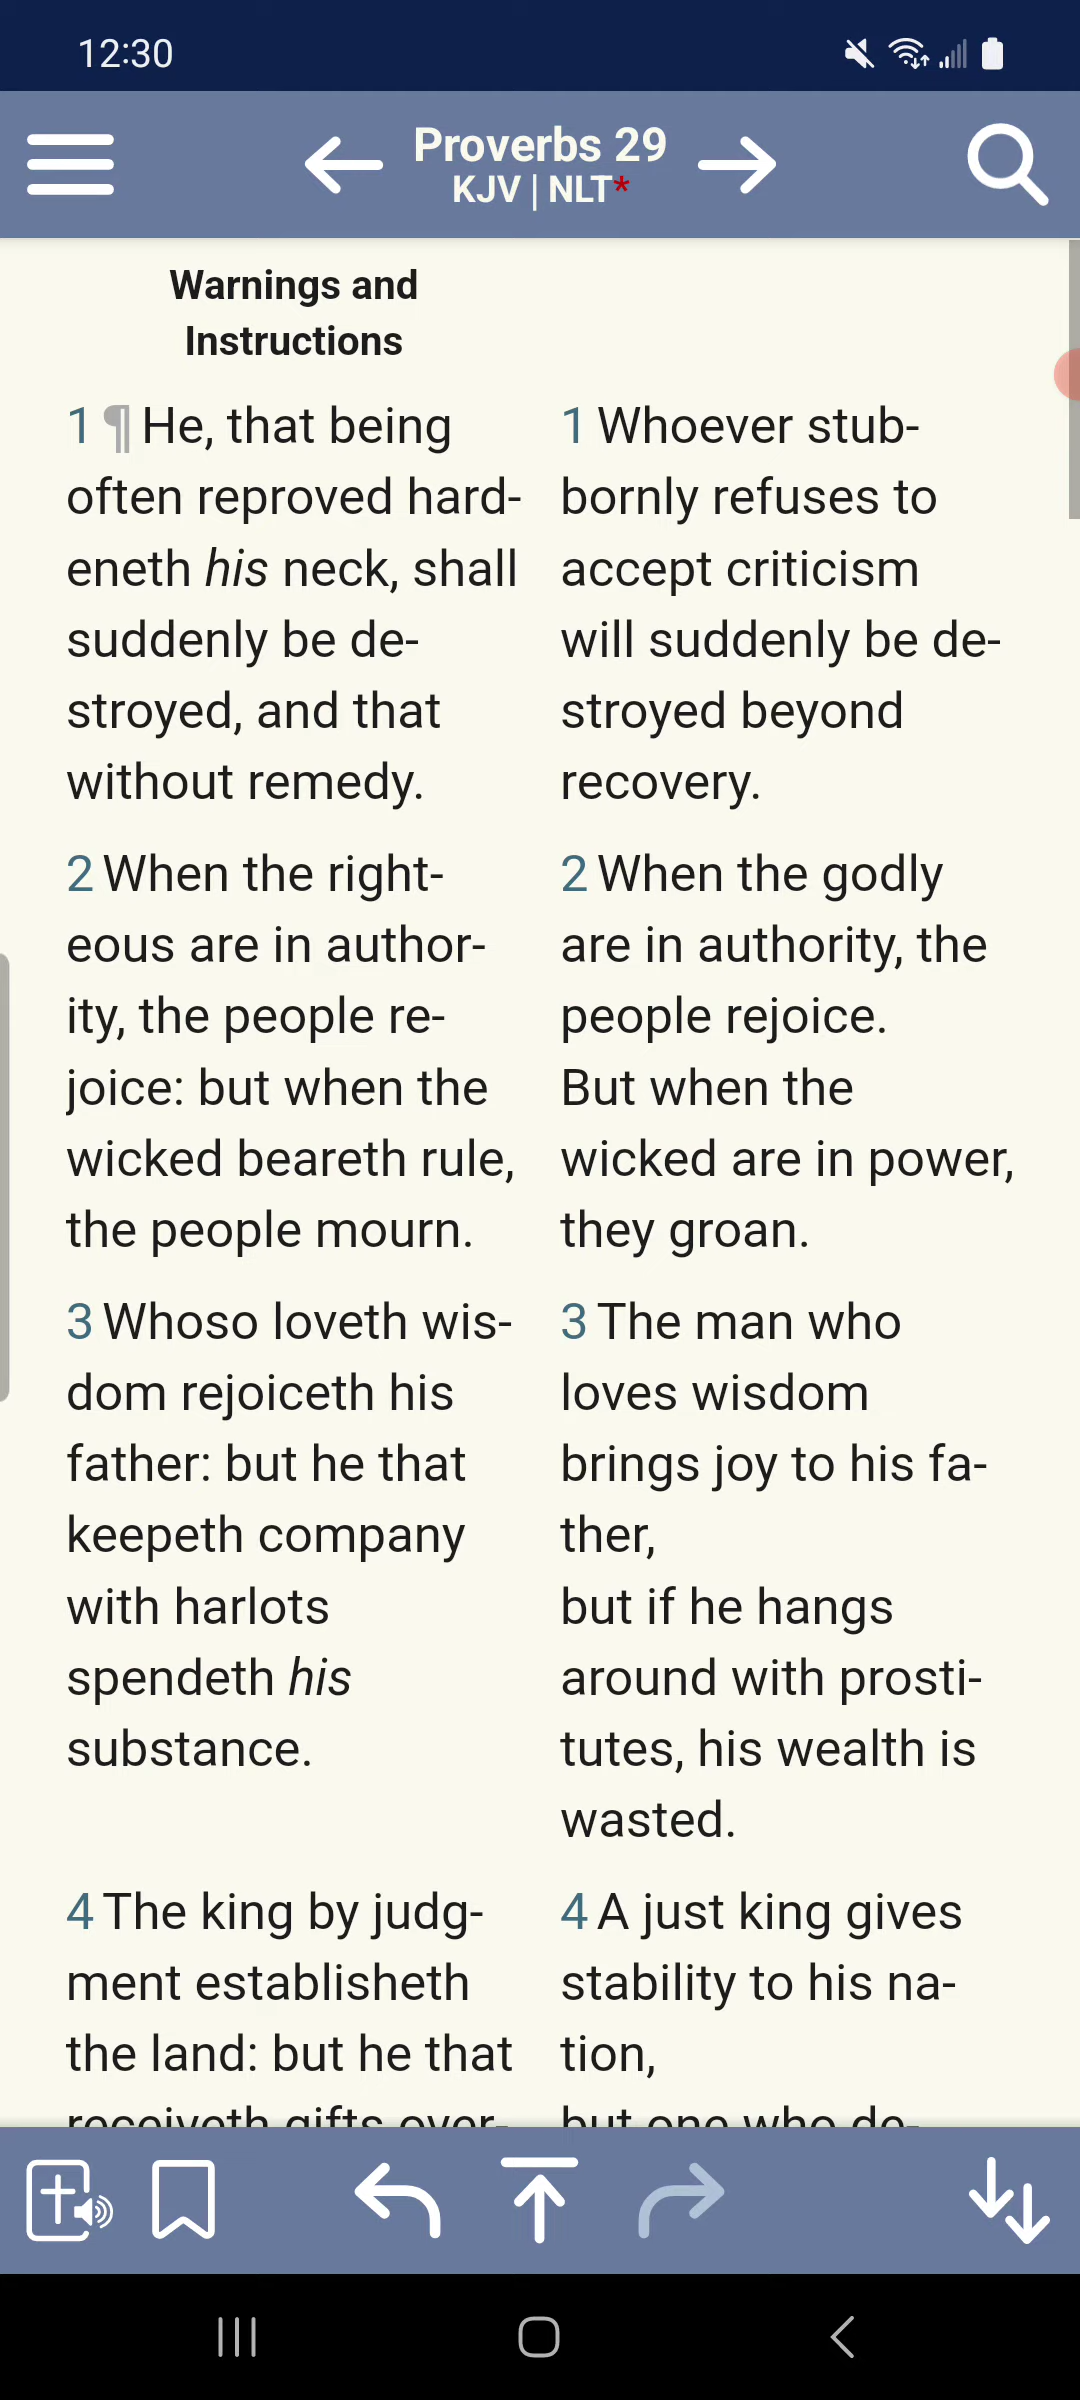 12:30
Proverbs 29
KJV | NLT*
Warnings and
Instructions
1 ¶ He, that being
often reproved hard-
eneth his neck, shall
suddenly be de-
stroyed, and that
without remedy.
2 When the right-
eous are in author-
ity, the people re-
joice: but when the
wicked beareth rule,
the people mourn.
3 Whoso loveth wis-
dom rejoiceth his
father: but he that
keepeth company
with harlots
spendeth his
substance.
4 The king by judg-
ment establisheth
the land: but he that
receiveth gifts over-
1 Whoever stub-
bornly refuses to
accept criticism
will suddenly be de-
stroyed beyond
recovery.
2 When the godly
are in authority, the
people rejoice.
But when the
wicked are in power,
they groan.
3 The man who
loves wisdom
brings joy to his fa-
ther,
but if he hangs
around with prosti-
tutes, his wealth is
wasted.
4 A just king gives
stability to his na-
tion,
but one who de-